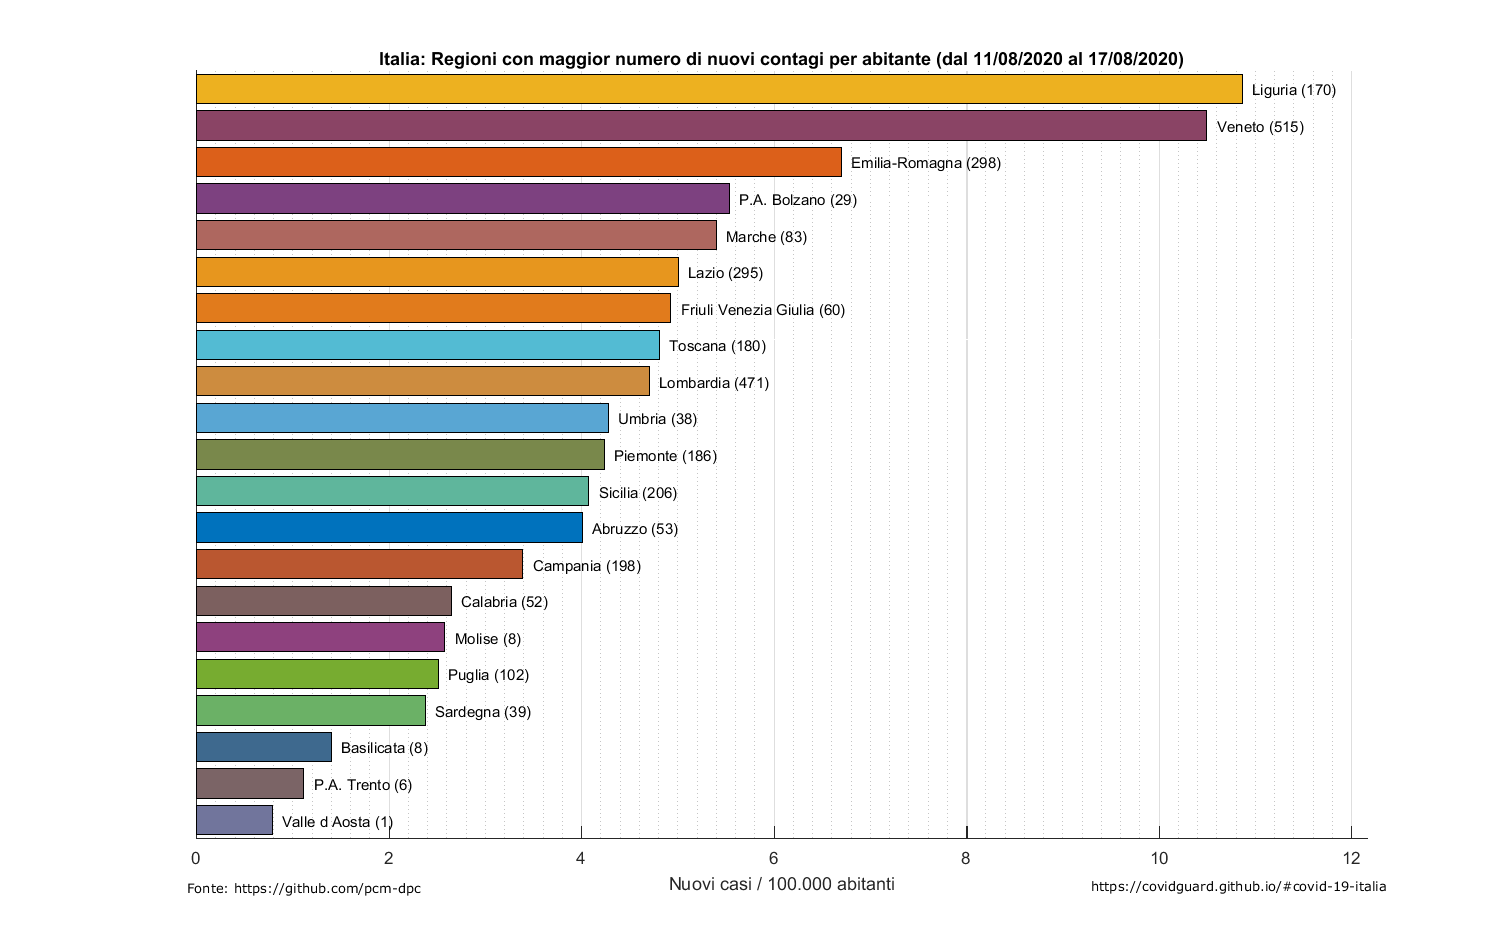 Italia: Regioni con maggior numero di nuovi contagi per abitante (dal 11/08/2020 al 17/08/2020)
Liguria (170)
Veneto (515)
Emilia-Romagna (298)
P.A. Bolzano (29)
Marche (83)
Lazio (295)
Friuli Venezia Giulia (60)
Toscana (180)
Lombardia (471)
Umbria (38)
Piemonte (186)
Sicilia (206)
Abruzzo (53)
Campania (198)
Calabria (52)
Molise (8)
Puglia (102)
Sardegna (39)
Basilicata (8)
P.A. Trento (6)
Valle d Aosta (1)
0 2 4 6 8 10 12
Nuovi casi / 100.000 abitanti
Fonte: https://github.com/pcm-dpc
https://covidguard.github.io/#covid-19-italia